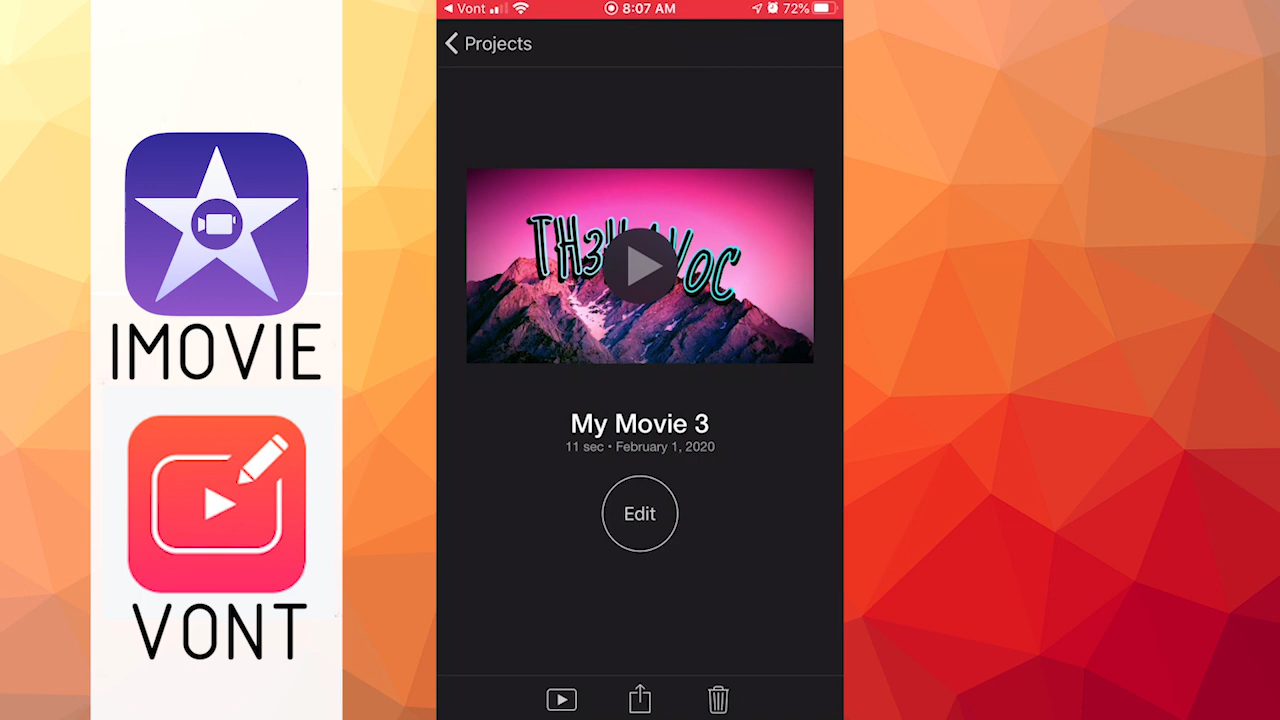 Vont
8:07 AM
72%
Projects
IMOVIE
My Movie 3
11 sec • February 1, 2020
Edit
VONT